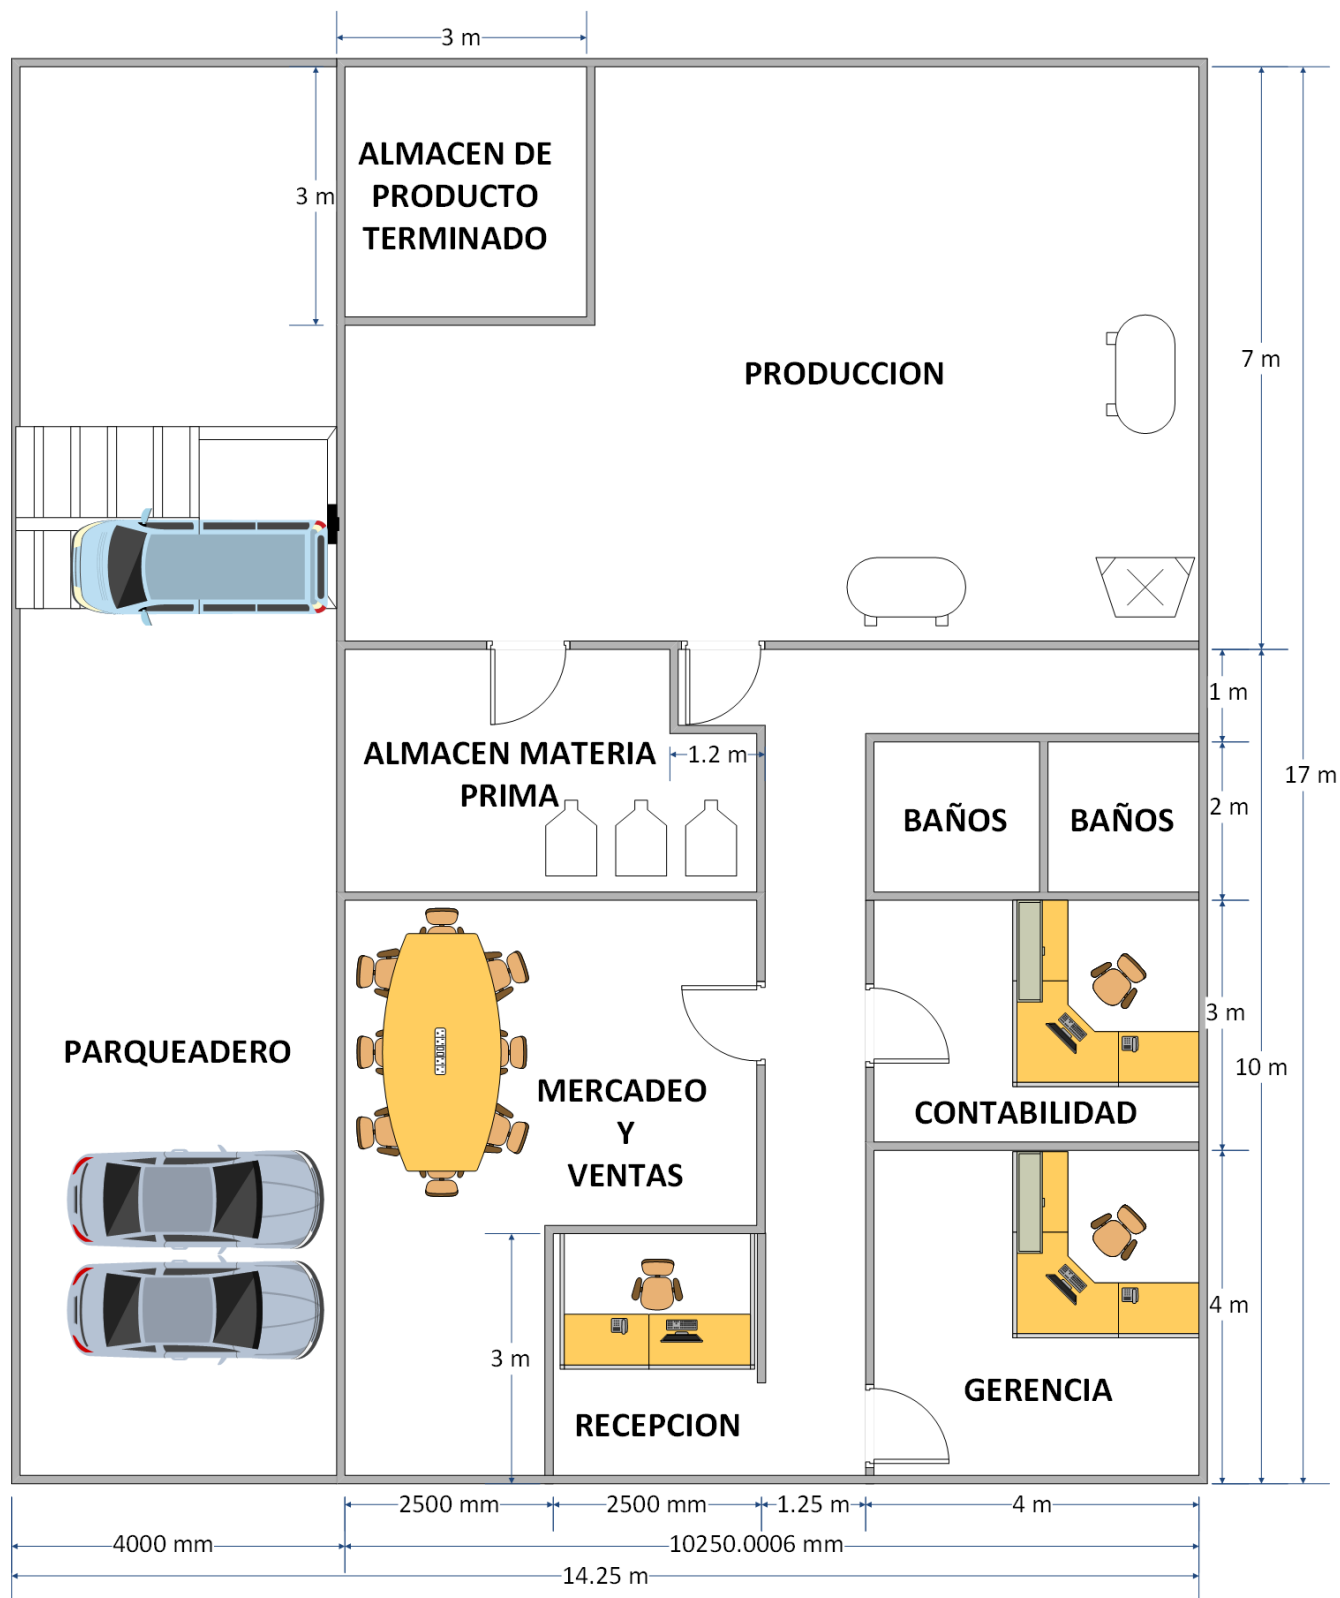 3 m
ALMACEN DE
PRODUCTO
TERMINADO
3 m
PRODUCCION
7 m
1 m
ALMACEN MATERIA
PRIMA
1.2 m
17 m
BAÑOS
BAÑOS
2 m
PARQUEADERO
MERCADEO
Y
VENTAS
3 m
10 m
CONTABILIDAD
4 m
3 m
GERENCIA
RECEPCION
2500 mm
2500 mm
1.25 m
4 m
4000 mm
10250.0006 mm
14.25 m